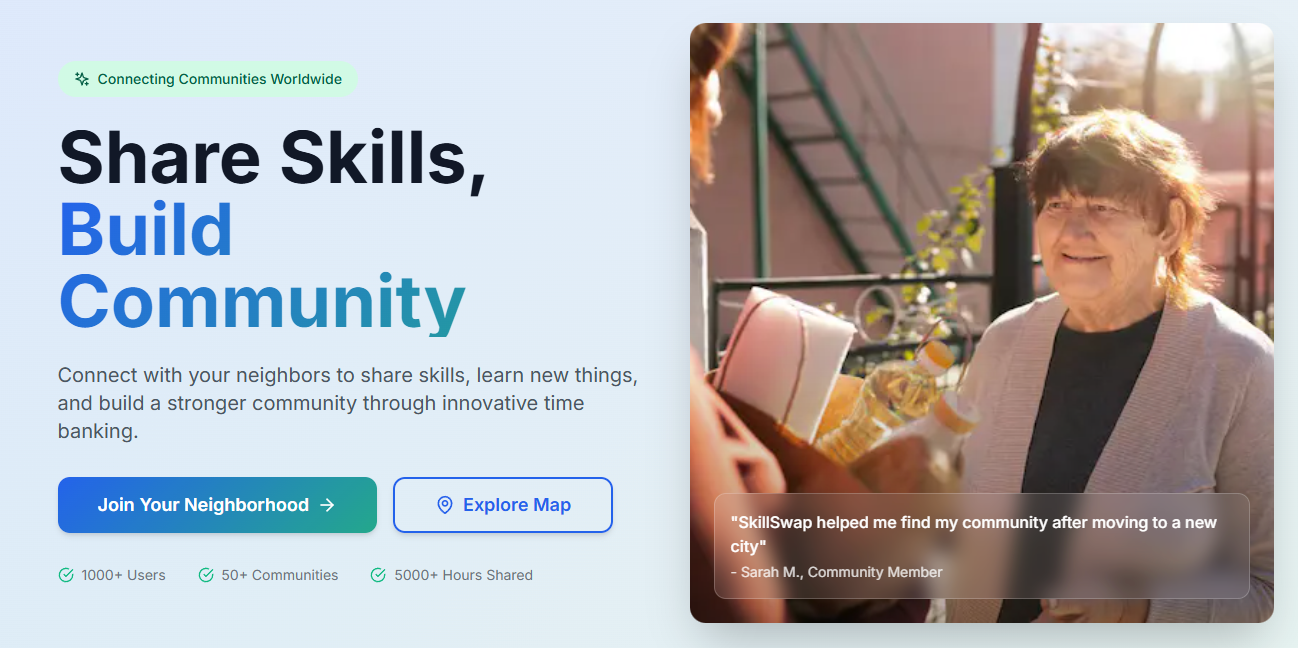 Connecting Communities Worldwide
Share Skills,
Build
Community
Connect with your neighbors to share skills, learn new things,
and build a stronger community through innovative time
banking.
Join Your Neighborhood
Explore Map
1000+ Users
50+ Communities
5000+ Hours Shared
"SkillSwap helped me find my community after moving to a new
city"
- Sarah M., Community Member